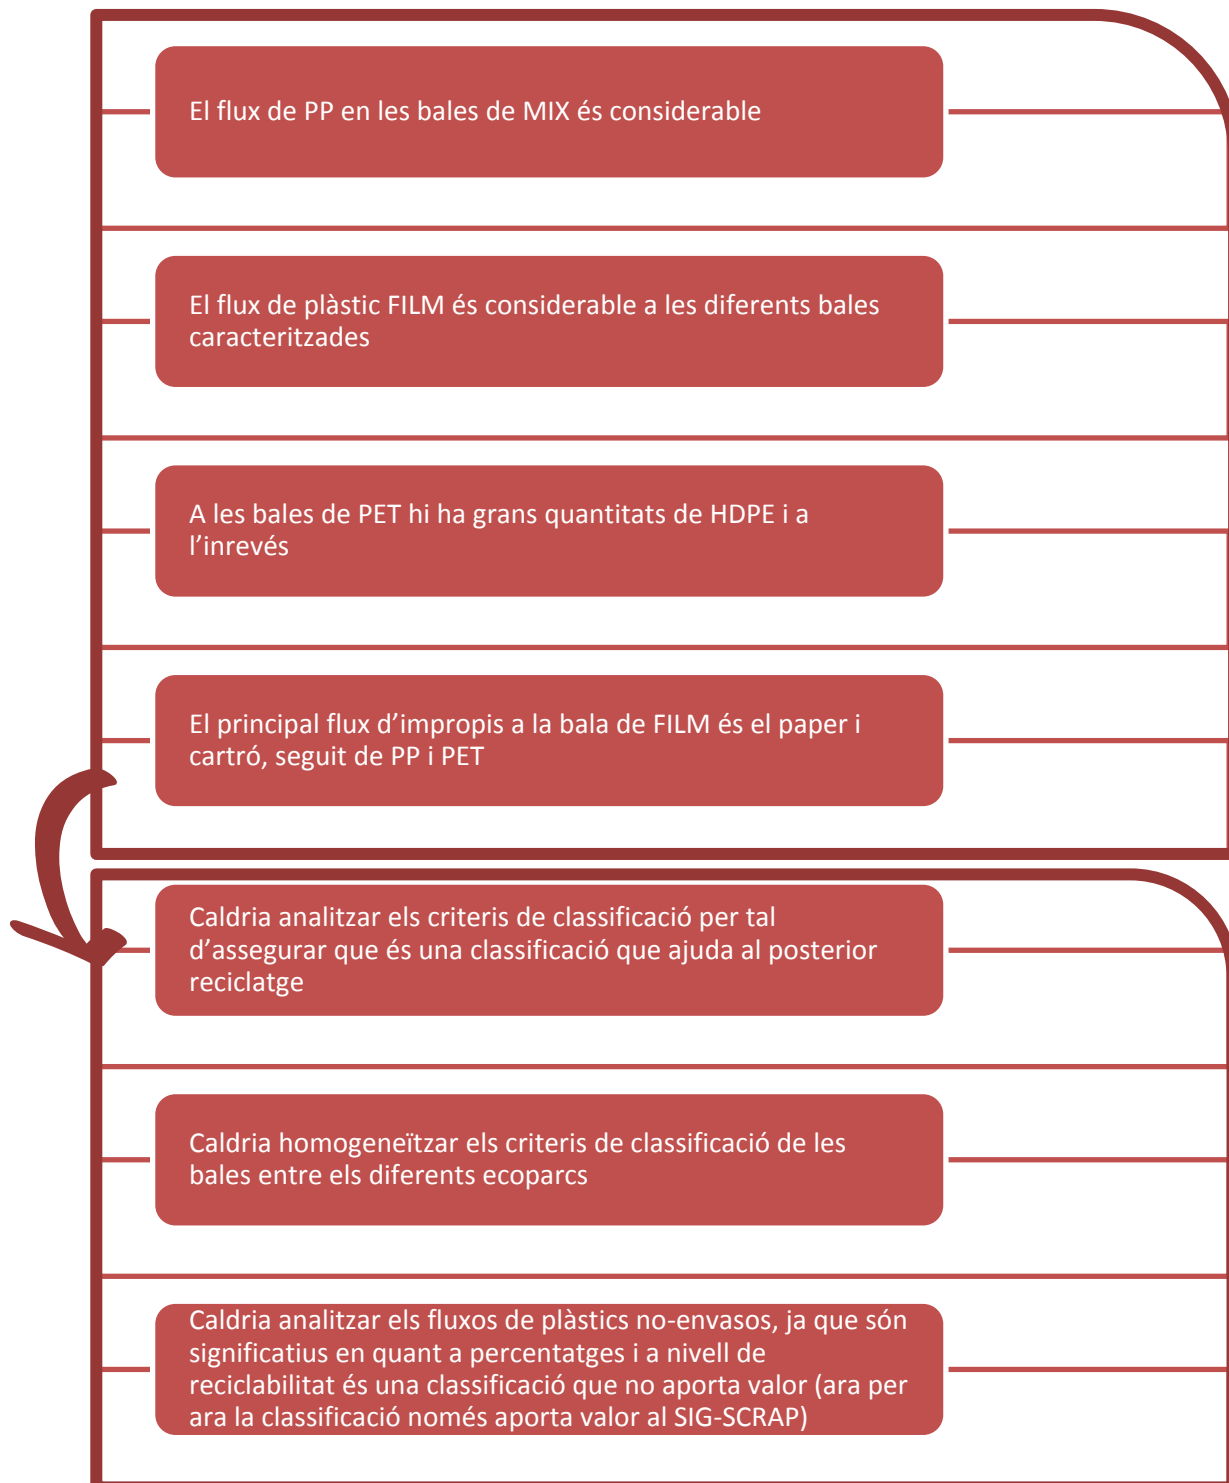 El flux de PP en les bales de MIX és considerable
El flux de plàstic FILM és considerable a les diferents bales
caracteritzades
A les bales de PET hi ha grans quantitats de HDPE i a
l’inrevés
El principal flux d’impropis a la bala de FILM és el paper i
cartró, seguit de PP i PET
Caldria analitzar els criteris de classificació per tal
d’assegurar que és una classificació que ajuda al posterior
reciclatge
Caldria homogeneïtzar els criteris de classificació de les
bales entre els diferents ecoparcs
Caldria analitzar els fluxos de plàstics no-envasos, ja que són
significatius en quant a percentatges i a nivell de
reciclabilitat és una classificació que no aporta valor (ara per
ara la classificació només aporta valor al SIG-SCRAP)